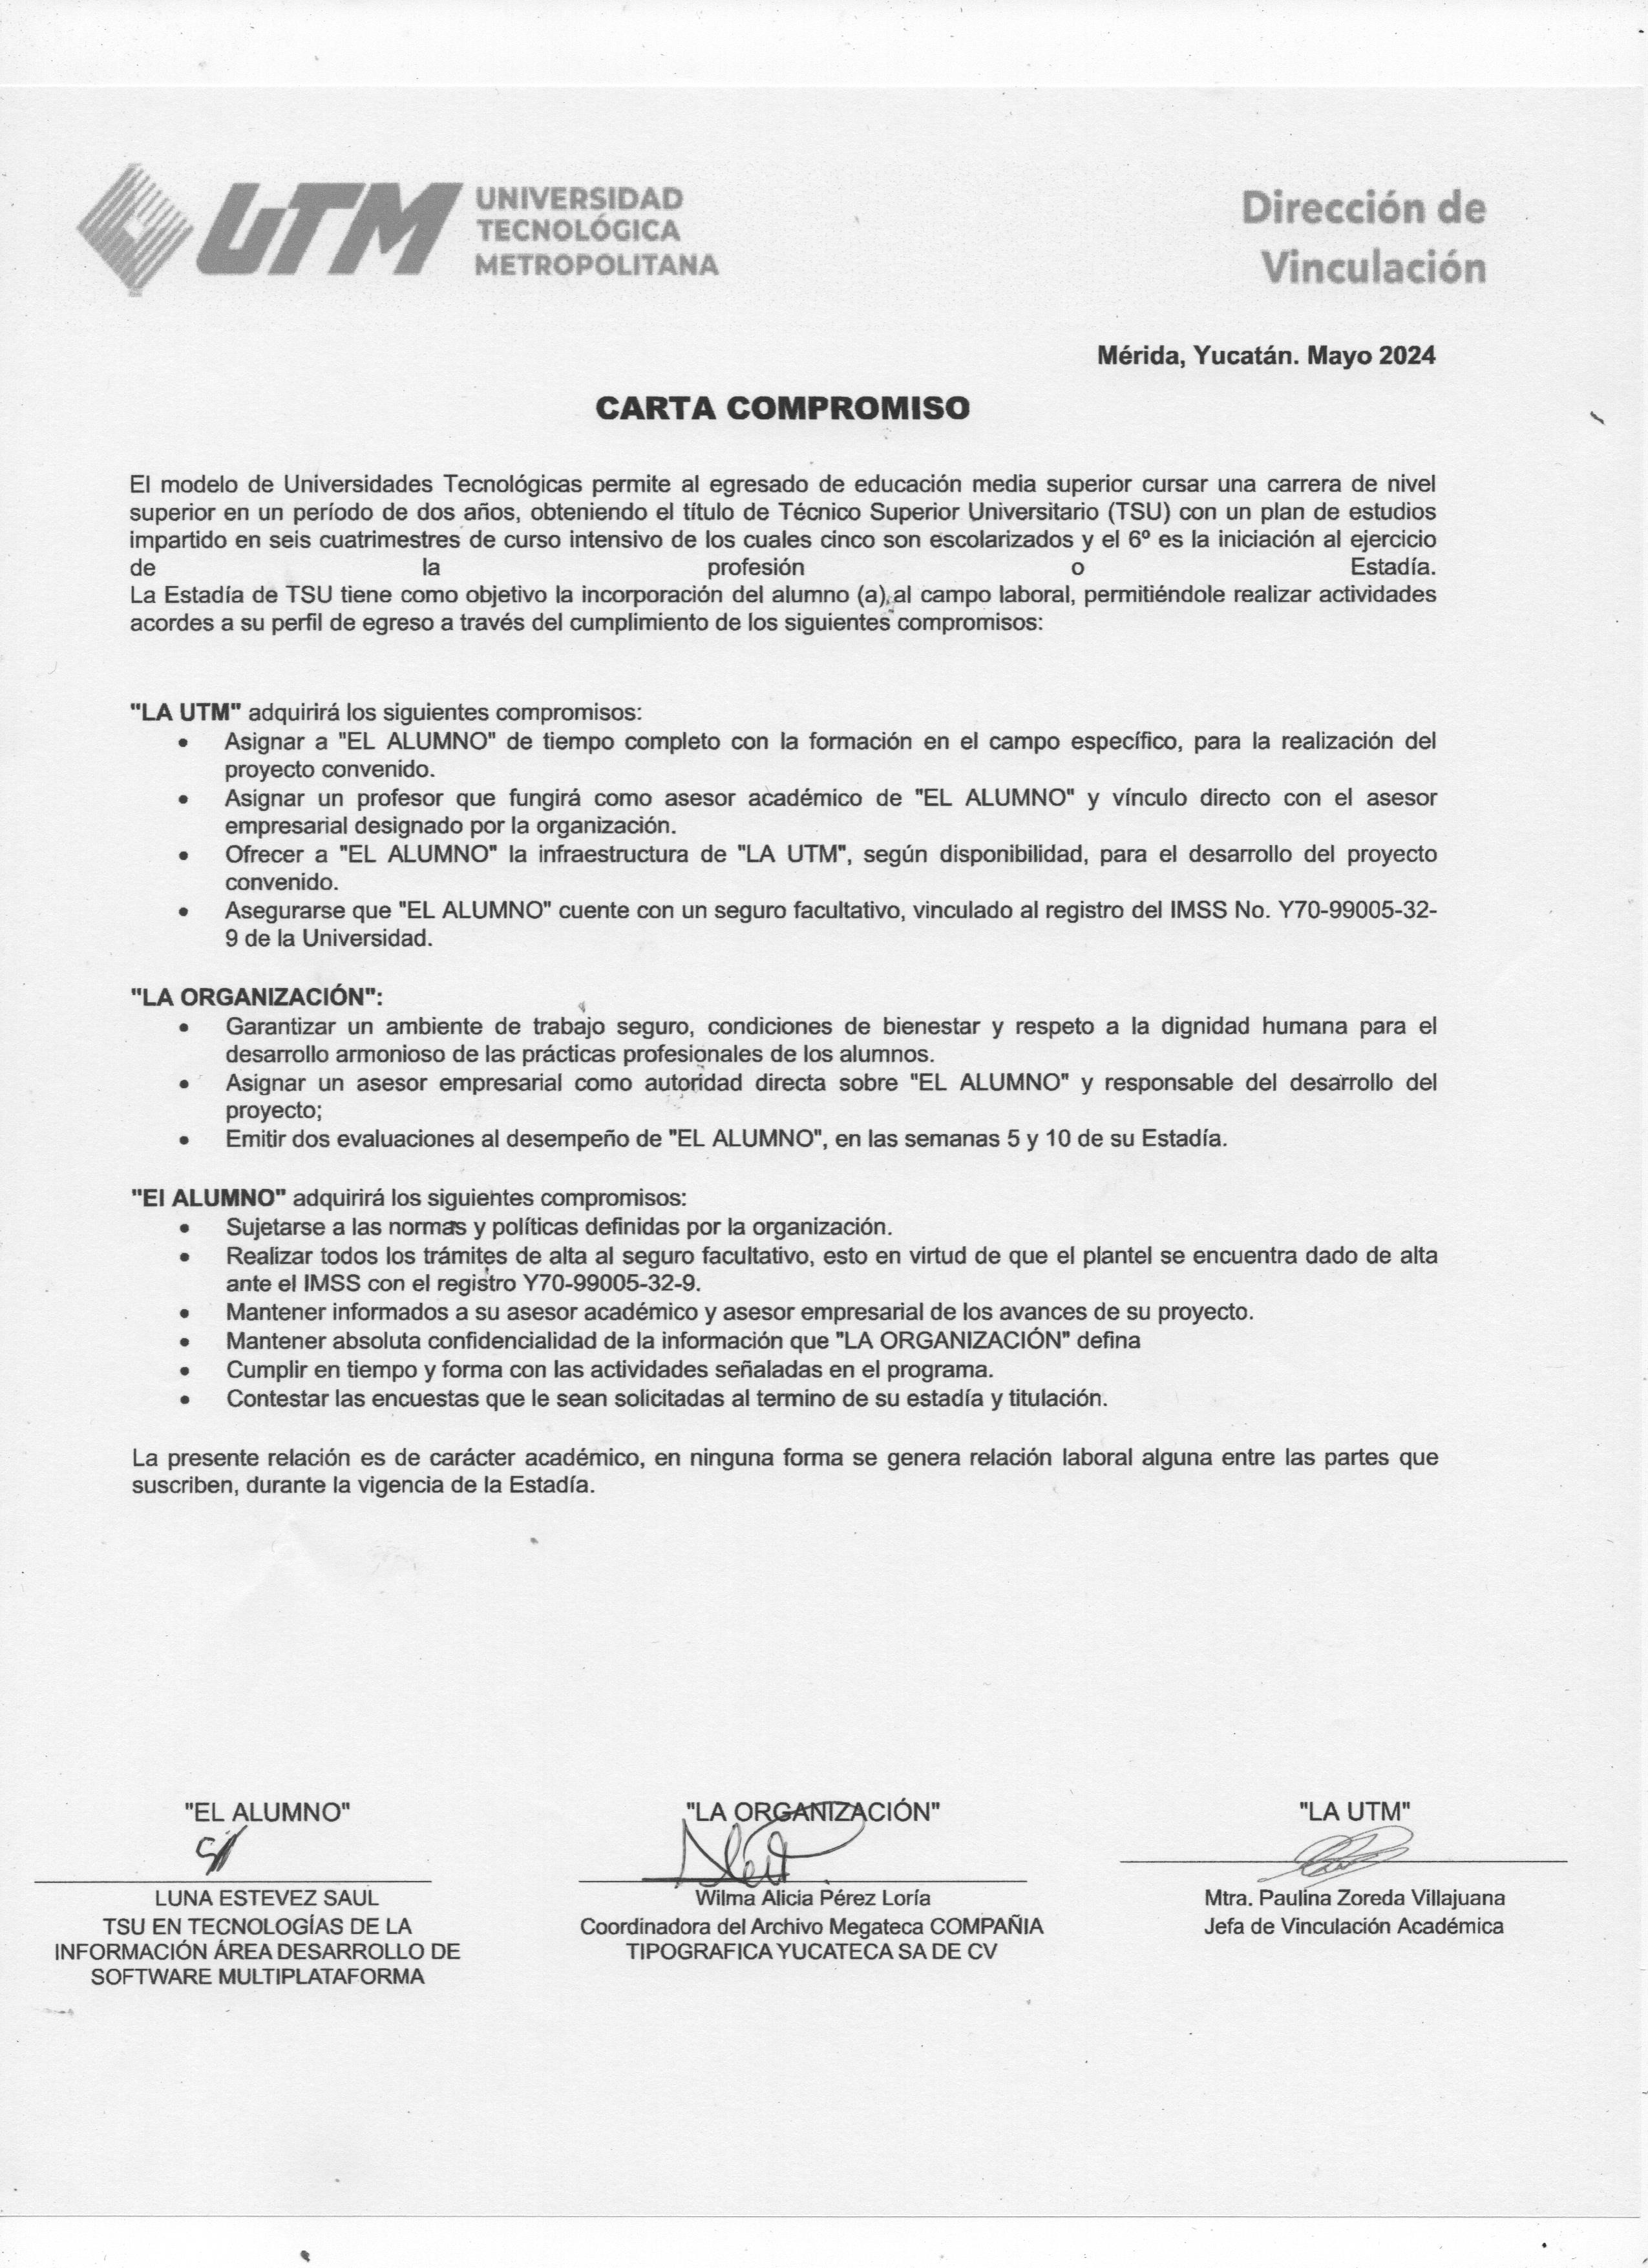 UTM UNIVERSIDAD
TECNOLÓGICA
METROPOLITANA
Dirección de
Vinculación
Mérida, Yucatán. Mayo 2024
CARTA COMPROMISO
El modelo de Universidades Tecnológicas permite al egresado de educación media superior cursar una carrera de nivel
superior en un período de dos años, obteniendo el título de Técnico Superior Universitario (TSU) con un plan de estudios
impartido en seis cuatrimestres de curso intensivo de los cuales cinco son escolarizados y el 6º es la iniciación al ejercicio
de la profesión o Estadía.
La Estadía de TSU tiene como objetivo la incorporación del alumno (a) al campo laboral, permitiéndole realizar actividades
acordes a su perfil de egreso a través del cumplimiento de los siguientes compromisos:
"LA UTM" adquirirá los siguientes compromisos:
• Asignar a "EL ALUMNO" de tiempo completo con la formación en el campo específico, para la realización del
proyecto convenido.
• Asignar un profesor que fungirá como asesor académico de "EL ALUMNO" y vínculo directo con el asesor
empresarial designado por la organización.
• Ofrecer a "EL ALUMNO" la infraestructura de "LA UTM", según disponibilidad, para el desarrollo del proyecto
convenido.
• Asegurarse que "EL ALUMNO" cuente con un seguro facultativo, vinculado al registro del IMSS No. Y70-99005-32-
9 de la Universidad.
"LA ORGANIZACIÓN":
• Garantizar un ambiente de trabajo seguro, condiciones de bienestar y respeto a la dignidad humana para el
desarrollo armonioso de las prácticas profesionales de los alumnos.
• Asignar un asesor empresarial como autoridad directa sobre "EL ALUMNO" y responsable del desarrollo del
proyecto;
• Emitir dos evaluaciones al desempeño de "EL ALUMNO", en las semanas 5 y 10 de su Estadía.
"El ALUMNO" adquirirá los siguientes compromisos:
• Sujetarse a las normas y políticas definidas por la organización.
• Realizar todos los trámites de alta al seguro facultativo, esto en virtud de que el plantel se encuentra dado de alta
ante el IMSS con el registro Y70-99005-32-9.
• Mantener informados a su asesor académico y asesor empresarial de los avances de su proyecto.
• Mantener absoluta confidencialidad de la información que "LA ORGANIZACIÓN" defina
• Cumplir en tiempo y forma con las actividades señaladas en el programa.
• Contestar las encuestas que le sean solicitadas al termino de su estadía y titulación.
La presente relación es de carácter académico, en ninguna forma se genera relación laboral alguna entre las partes que
suscriben, durante la vigencia de la Estadía.
"EL ALUMNO"
LUNA ESTEVEZ SAUL
TSU EN TECNOLOGÍAS DE LA
INFORMACIÓN ÁREA DESARROLLO DE
SOFTWARE MULTIPLATAFORMA
"LA ORGANIZACIÓN"
Wilma Alicia Pérez Loría
Coordinadora del Archivo Megateca COMPAÑIA
TIPOGRAFICA YUCATECA SA DE CV
"LA UTM"
Mtra. Paulina Zoreda Villajuana
Jefa de Vinculación Académica